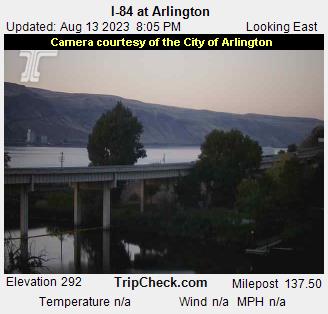 I-84 at Arlington
Updated: Aug 13 2023 8:05 PM Looking East
Camera courtesy of the City of Arlington
Elevation 292 TripCheck.com Milepost 137.50
Temperature n/a Wind n/a MPH n/a